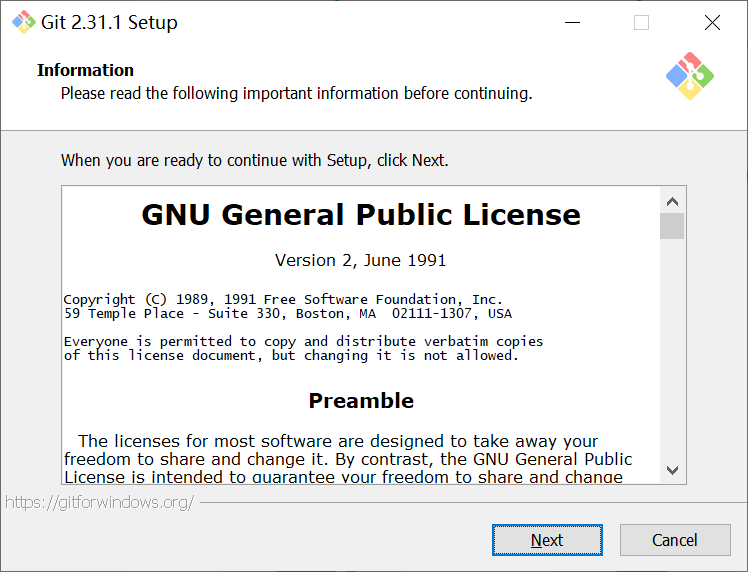 Git 2.31.1 Setup
Information
Please read the following important information before continuing.
When you are ready to continue with Setup, click Next.
GNU General Public License
Version 2, June 1991
Copyright (C) 1989, 1991 Free Software Foundation, Inc.
59 Temple Place - Suite 330, Boston, MA  02111-1307, USA
Everyone is permitted to copy and distribute verbatim copies
of this license document, but changing it is not allowed.
Preamble
The licenses for most software are designed to take away your
freedom to share and change it. By contrast, the GNU General Public
License is intended to guarantee your freedom to share and change
https://gitforwindows.org/
Next
Cancel